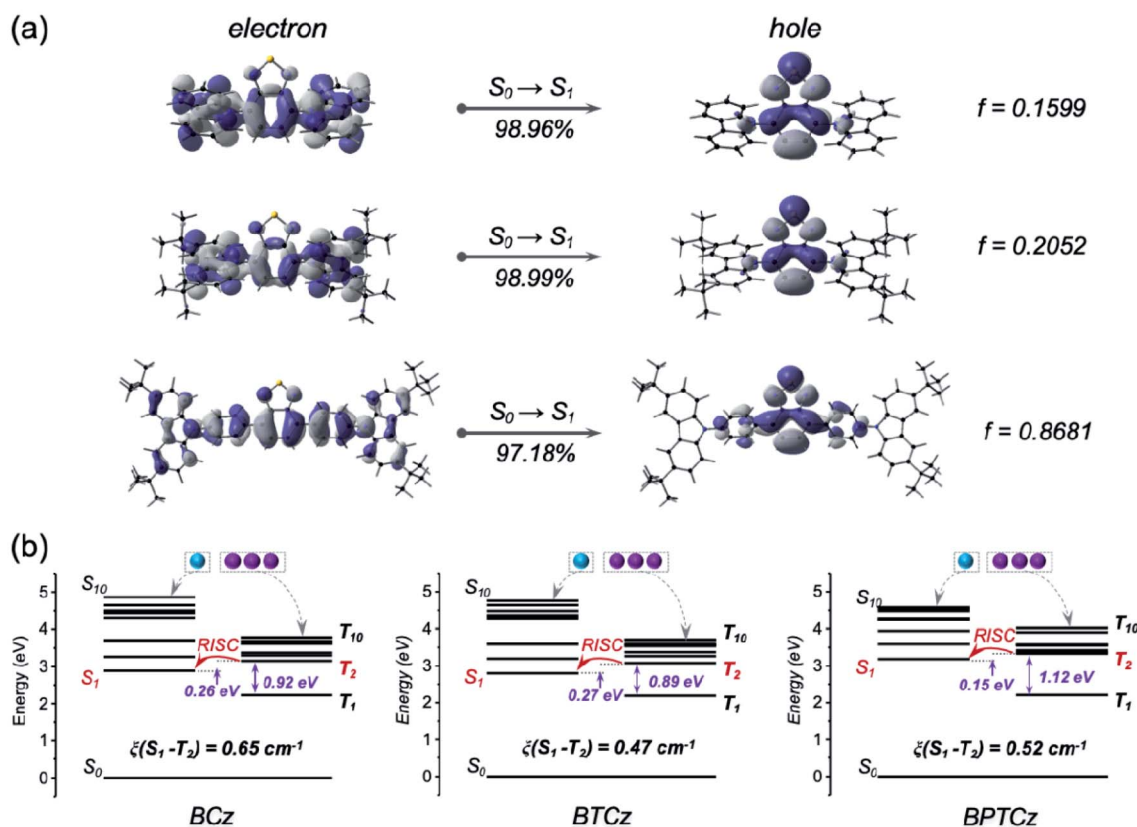 (a)
electron
hole
S0 → S1
98.96%
f = 0.1599
S0 → S1
98.99%
f = 0.2052
S0 → S1
97.18%
f = 0.8681
(b)
Energy (eV)
5
4
3
2
1
0
S10
S1
S0
RISC
T10
T2
T1
0.26 eV
0.92 eV
ξ(S1 -T2) = 0.65 cm-1
BCz
Energy (eV)
5
4
3
2
1
0
S10
S1
S0
RISC
T10
T2
T1
0.27 eV
0.89 eV
ξ(S1 -T2) = 0.47 cm-1
BTCz
Energy (eV)
5
4
3
2
1
0
S10
S1
S0
RISC
T10
T2
T1
0.15 eV
1.12 eV
ξ(S1 -T2) = 0.52 cm-1
BPTCz